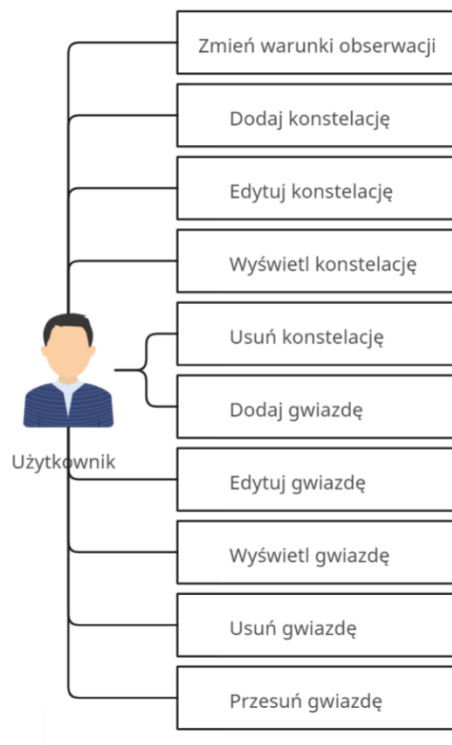 Zmień warunki obserwacji
Dodaj konstelację
Edytuj konstelację
Wyświetl konstelację
Usuń konstelację
Dodaj gwiazdę
Użytkownik
Edytuj gwiazdę
Wyświetl gwiazdę
Usuń gwiazdę
Przesuń gwiazdę